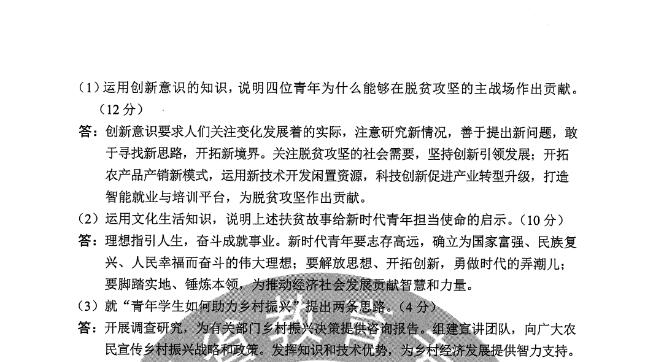 （1）运用创新意识的知识，说明四位青年为什么能够在脱贫攻坚的主战场作出贡献。
（12分）
答：创新意识要求人们关注变化发展着的实际，注意研究新情况，善于提出新问题，敢
于寻找新思路，开拓新境界。关注脱贫攻坚的社会需要，坚持创新引领发展；开拓
农产品产销新模式，运用新技术开发闲置资源，科技创新促进产业转型升级，打造
智能就业与培训平台，为脱贫攻坚作出贡献。
（2）运用文化生活知识，说明上述扶贫故事给新时代青年担当使命的启示。（10分）
答：理想指引人生，奋斗成就事业。新时代青年要志存高远，确立为国家富强、民族复
兴、人民幸福而奋斗的伟大理想；要解放思想、开拓创新，勇做时代的弄潮儿；
要脚踏实地、锤炼本领，为推动经济社会发展贡献智慧和力量。
（3）就“青年学生如何助力乡村振兴”提出两条思路。（4分）
答：开展调查研究，为有关部门乡村振兴决策提供咨询报告。组建宣讲团队，向广大农
民宣传乡村振兴战略和政策。发挥知识和技术优势，为乡村经济发展提供智力支持。